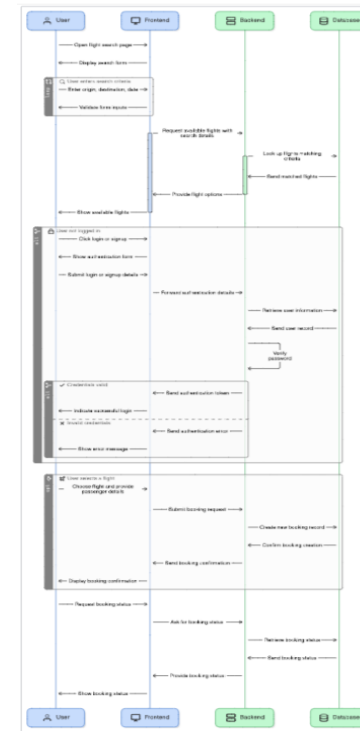 User
Frontend
Backend
Database
Open flight search page
Display search form
User enters search criteria
Enter origin, destination, date
Validate form inputs
Request available flights with
search details
Look up flights matching
criteria
Send matched flights
Provide flight options
Show available flights
User not logged in
Click login or signup
Show authentication form
Submit login or signup details
Forward authentication details
Retrieve user information
Send user record
Verify
password
Credentials valid
Send authentication token
Indicate successful login
Invalid credentials
Send authentication error
Show error message
User selects a flight
Choose flight and provide
passenger details
Submit booking request
Create new booking record
Confirm booking creation
Send booking confirmation
Display booking confirmation
Request booking status
Ask for booking status
Retrieve booking status
Send booking status
Provide booking status
Show booking status
User
Frontend
Backend
Database